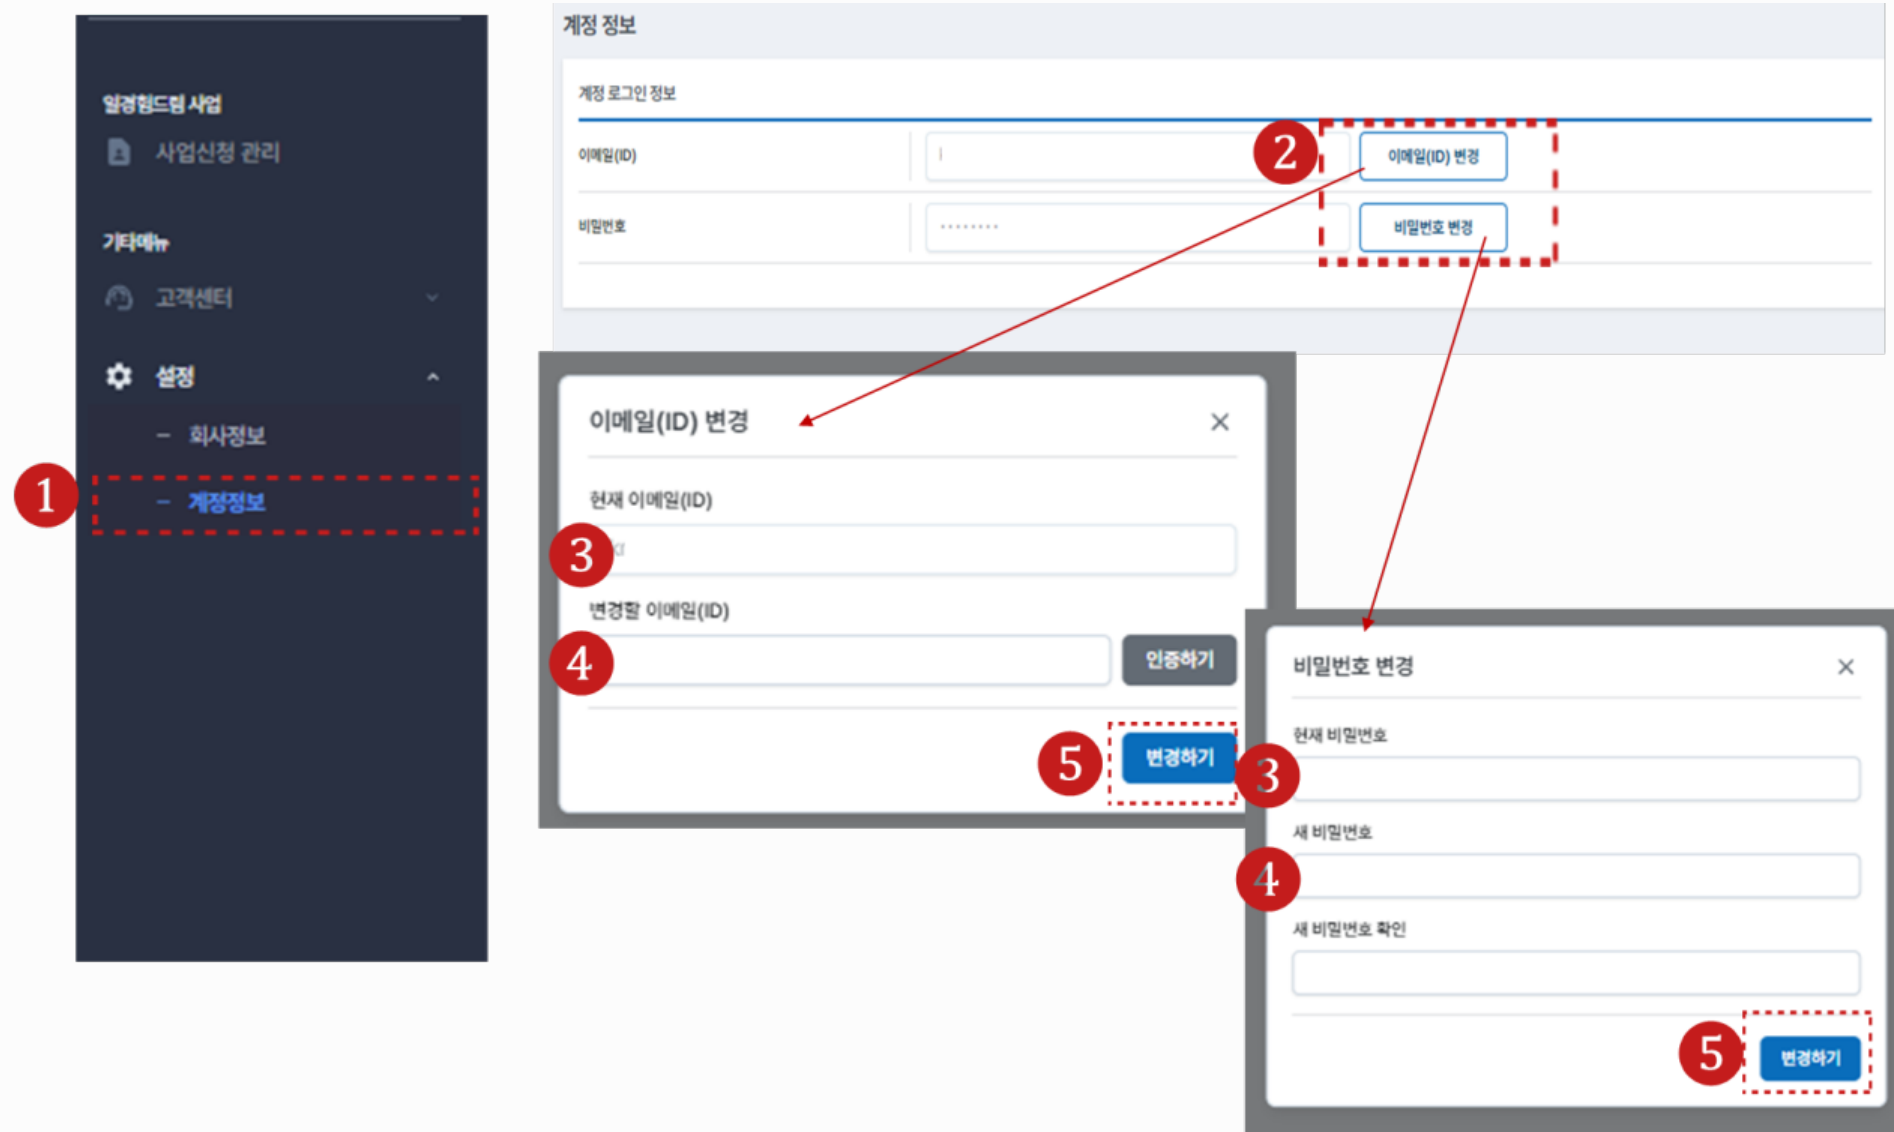 일경험드림 사업
사업신청 관리
기타메뉴
고객센터
설정
- 회사정보
1
- 계정정보
계정 정보
계정 로그인 정보
이메일(ID)
2
이메일(ID) 변경
비밀번호
········
비밀번호 변경
이메일(ID) 변경
×
현재 이메일(ID)
3
변경할 이메일(ID)
4
인증하기
5
변경하기
비밀번호 변경
×
현재 비밀번호
3
새 비밀번호
4
새 비밀번호 확인
5
변경하기